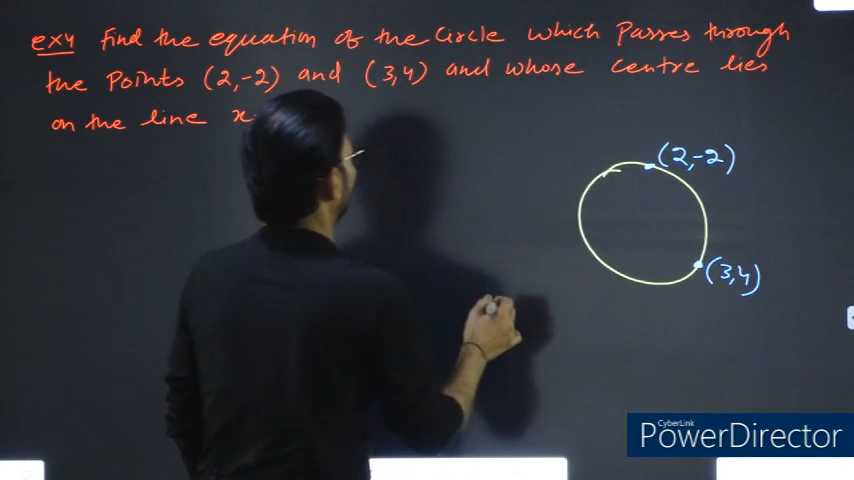 ex4 Find the equation of the Circle which Passes through
the Points (2,-2) and (3,4) and whose centre lies
on the line x
(2,-2)
(3,4)
CyberLink
PowerDirector